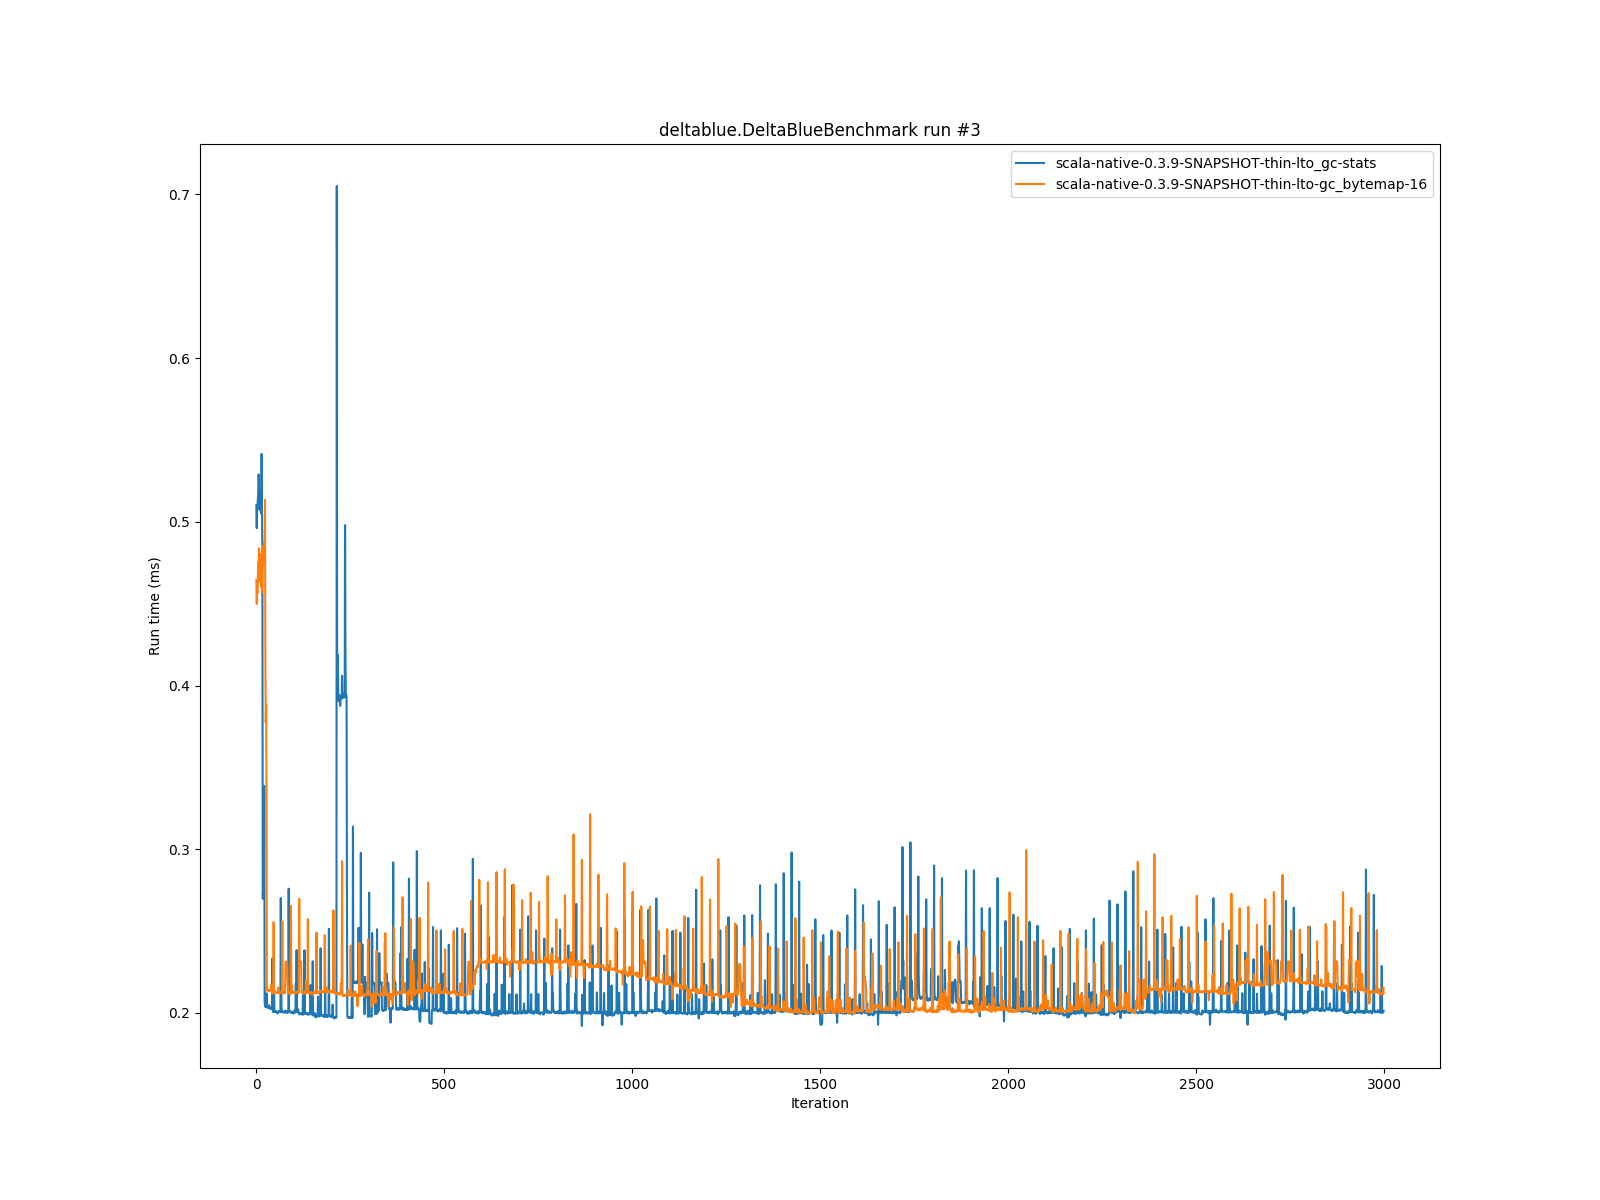 deltablue.DeltaBlueBenchmark run #3
scala-native-0.3.9-SNAPSHOT-thin-lto_gc-stats
scala-native-0.3.9-SNAPSHOT-thin-lto-gc_bytemap-16
0.7
0.6
0.5
0.4
0.3
0.2
Run time (ms)
0 500 1000 1500 2000 2500 3000
Iteration